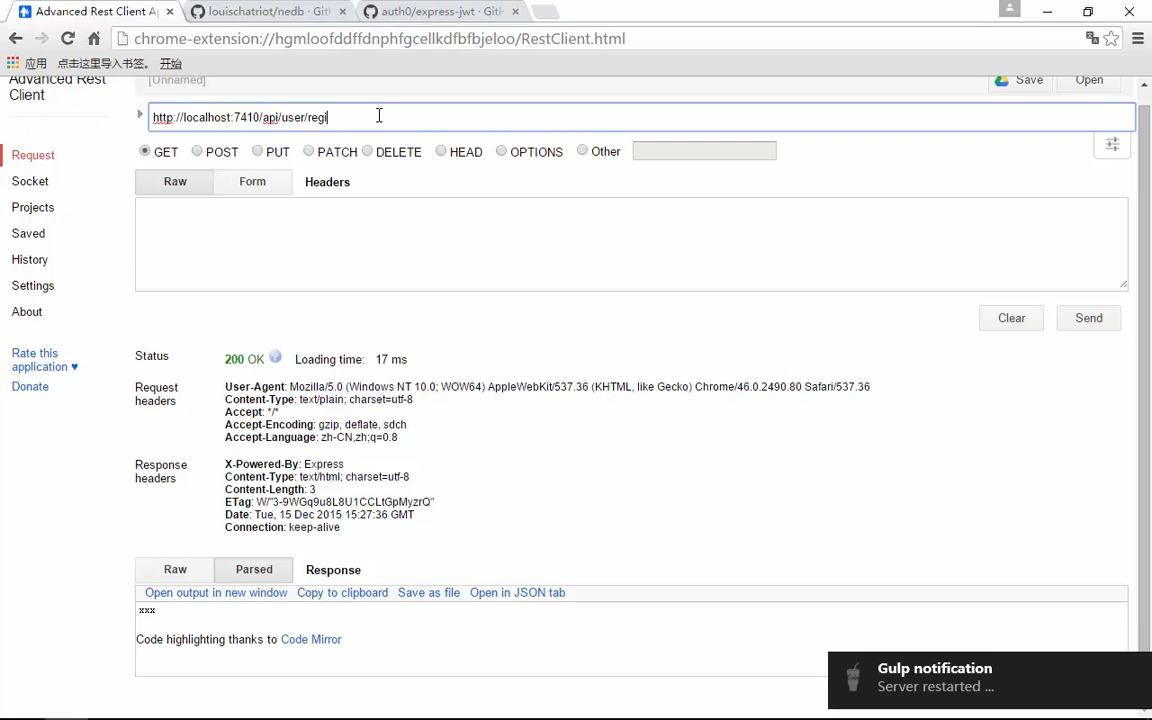 Advanced Rest Client A
louischatriot/nedb · Git
auth0/express-jwt · GitH
chrome-extension://hgmloofddffdnphfgcellkdfbfbjeloo/RestClient.html
应用 点击这里导入书签。 开始
Advanced Rest
Client
[Unnamed]
Save
Open
http://localhost:7410/api/user/regi
GET POST PUT PATCH DELETE HEAD OPTIONS Other
Request
Socket
Projects
Saved
History
Settings
About
Rate this
application ♥
Donate
Raw Form Headers
Clear Send
Status 200 OK Loading time: 17 ms
Request
headers
User-Agent: Mozilla/5.0 (Windows NT 10.0; WOW64) AppleWebKit/537.36 (KHTML, like Gecko) Chrome/46.0.2490.80 Safari/537.36
Content-Type: text/plain; charset=utf-8
Accept: */*
Accept-Encoding: gzip, deflate, sdch
Accept-Language: zh-CN,zh;q=0.8
Response
headers
X-Powered-By: Express
Content-Type: text/html; charset=utf-8
Content-Length: 3
ETag: W/"3-9WGq9u8L8U1CCLtGpMyzrQ"
Date: Tue, 15 Dec 2015 15:27:36 GMT
Connection: keep-alive
Raw Parsed Response
Open output in new window Copy to clipboard Save as file Open in JSON tab
xxx
Code highlighting thanks to Code Mirror
Gulp notification
Server restarted ...